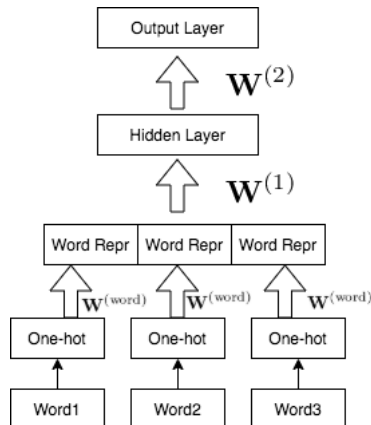 Output Layer
W^(2)
Hidden Layer
W^(1)
Word Repr Word Repr Word Repr
W^(word) W^(word) W^(word)
One-hot One-hot One-hot
Word1 Word2 Word3